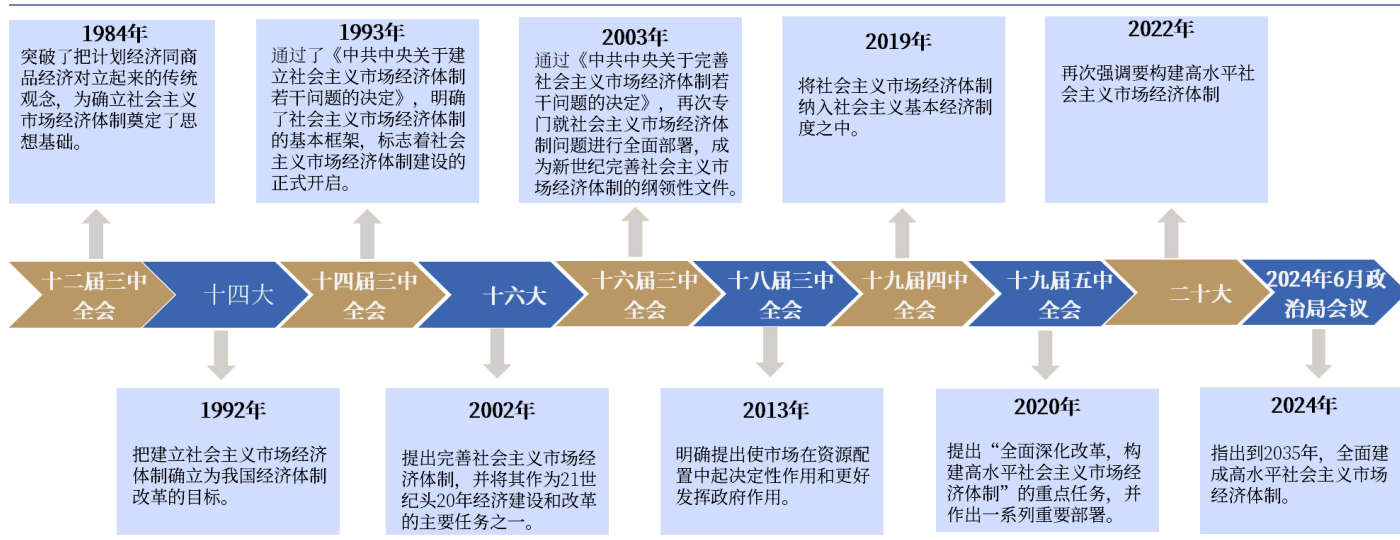 1984年
突破了把计划经济同商
品经济对立起来的传统
观念，为确立社会主义
市场经济体制奠定了思
想基础。
1993年
通过了《中共中央关于建
立社会主义市场经济体制
若干问题的决定》，明确
了社会主义市场经济体制
的基本框架，标志着社会
主义市场经济体制建设的
正式开启。
2003年
通过《中共中央关于完善
社会主义市场经济体制若
干问题的决定》，再次专
门就社会主义市场经济体
制问题进行全面部署，成
为新世纪完善社会主义市
场经济体制的纲领性文件。
2019年
将社会主义市场经济体制
纳入社会主义基本经济制
度之中。
2022年
再次强调要构建高水平社
会主义市场经济体制
十二届三中
全会
十四大
十四届三中
全会
十六大
十六届三中
全会
十八届三中
全会
十九届四中
全会
十九届五中
全会
二十大
2024年6月政
治局会议
1992年
把建立社会主义市场经济
体制确立为我国经济体制
改革的目标。
2002年
提出完善社会主义市场经
济体制，并将其作为21世
纪头20年经济建设和改革
的主要任务之一。
2013年
明确提出使市场在资源配
置中起决定性作用和更好
发挥政府作用。
2020年
提出“全面深化改革，构
建高水平社会主义市场经
济体制”的重点任务，并
作出一系列重要部署。
2024年
指出到2035年，全面建
成高水平社会主义市场
经济体制。